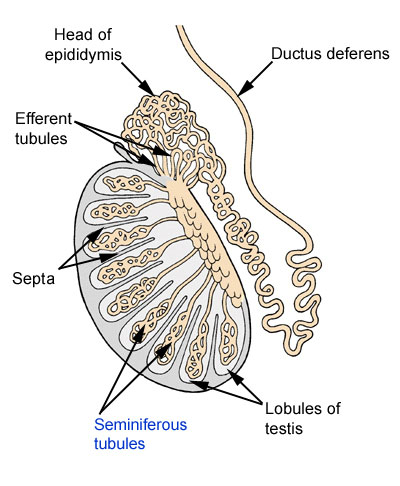 Head of
epididymis
Ductus deferens
Efferent
tubules
Septa
Seminiferous
tubules
Lobules of
testis